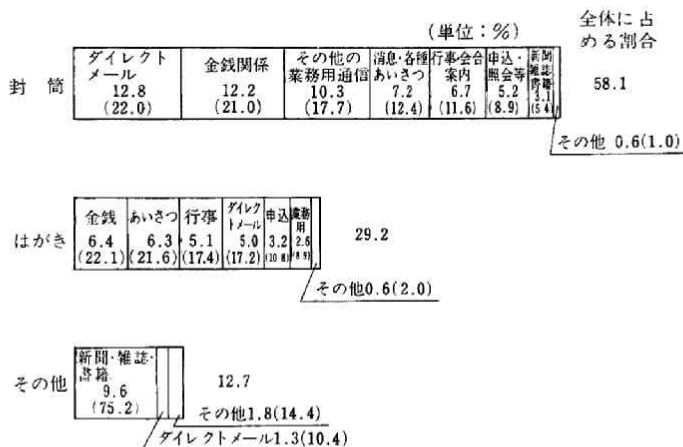 (単位:%)
全体に占
める割合
封筒
ダイレクト
メール
12.8
(22.0)
金銭関係
12.2
(21.0)
その他の
業務用通信
10.3
(17.7)
消息・各種
あいさつ
7.2
(12.4)
行事・会合
案内
6.7
(11.6)
申込・
照会等
5.2
(8.9)
新聞
雑誌
書籍
3.1
(5.4)
58.1
その他 0.6(1.0)
はがき
金銭
6.4
(22.1)
あいさつ
6.3
(21.6)
行事
5.1
(17.4)
ダイレク
トメール
5.0
(17.2)
申込
3.2
(10.8)
業務
用
2.6
(8.9)
29.2
その他0.6(2.0)
その他
新聞・雑誌・
書籍
9.6
(75.2)
12.7
その他1.8(14.4)
ダイレクトメール1.3(10.4)